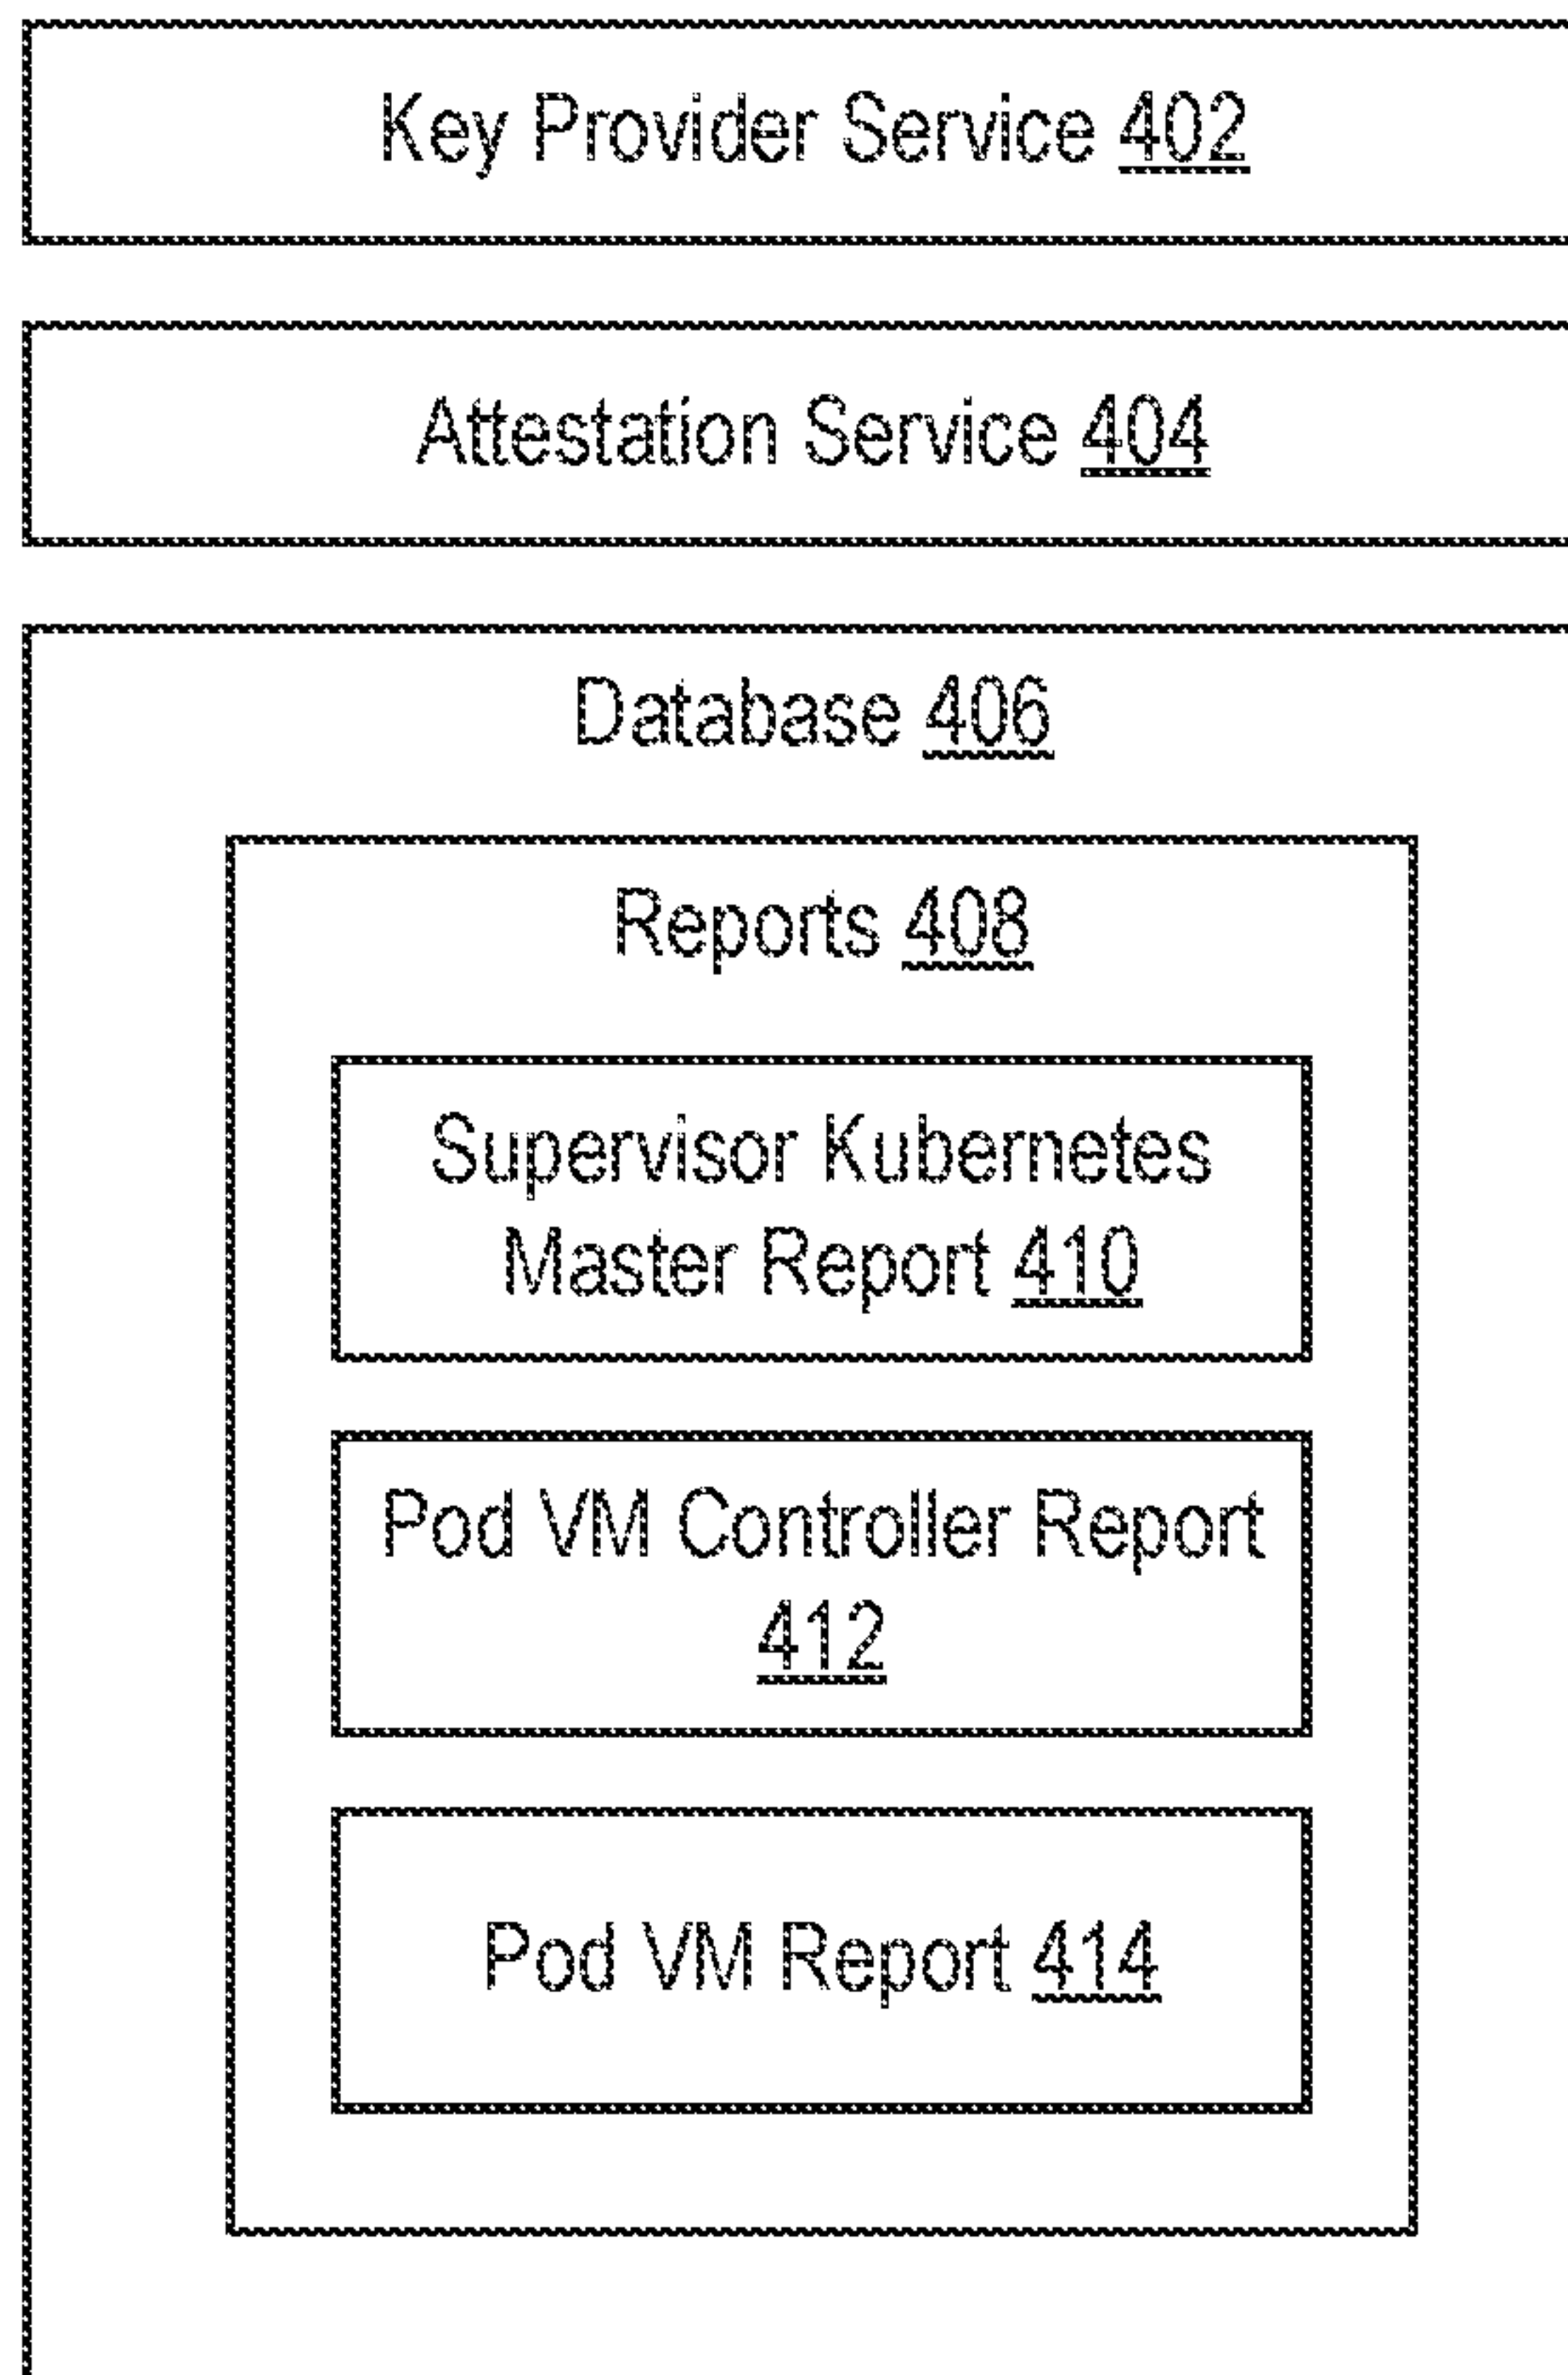 Key Provider Service 402
Attestation Service 404
Database 406
Reports 408
Supervisor Kubernetes
Master Report 410
Pod VM Controller Report
412
Pod VM Report 414